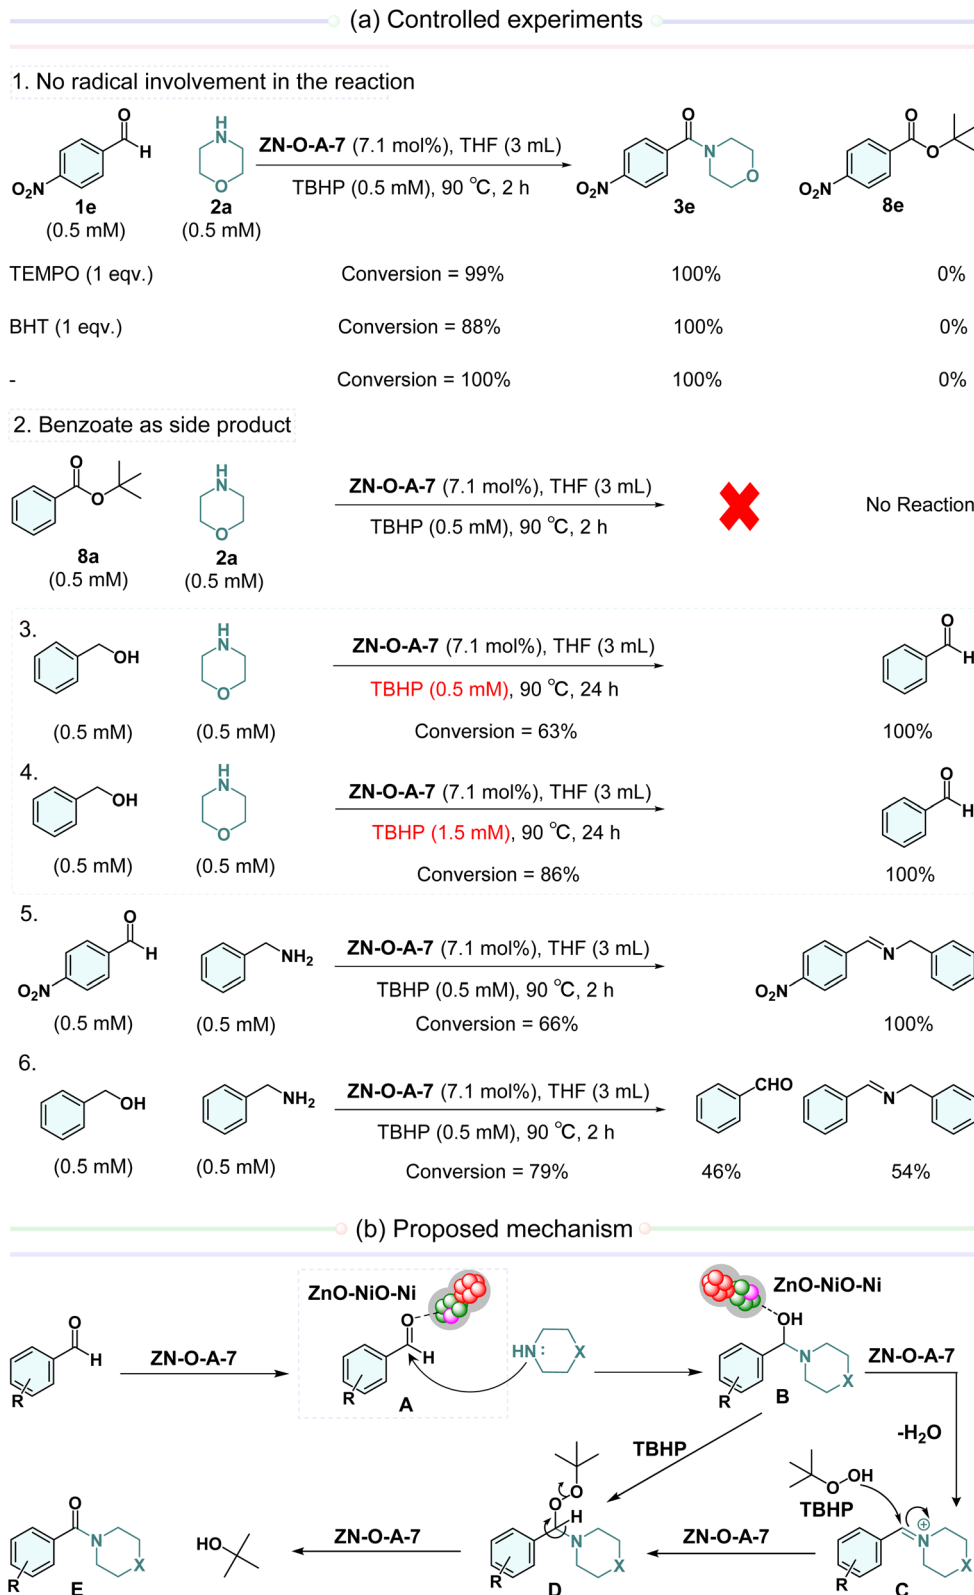 (a) Controlled experiments
1. No radical involvement in the reaction
O
H
O₂N
1e
(0.5 mM)
H
N
O
2a
(0.5 mM)
ZN-O-A-7 (7.1 mol%), THF (3 mL)
TBHP (0.5 mM), 90 °C, 2 h
O
N
O
O₂N
3e
O
O
O₂N
8e
TEMPO (1 eqv.) Conversion = 99% 100% 0%
BHT (1 eqv.) Conversion = 88% 100% 0%
- Conversion = 100% 100% 0%
2. Benzoate as side product
O
O
8a
(0.5 mM)
H
N
O
2a
(0.5 mM)
ZN-O-A-7 (7.1 mol%), THF (3 mL)
TBHP (0.5 mM), 90 °C, 2 h
No Reaction
3.
OH
(0.5 mM)
H
N
O
(0.5 mM)
ZN-O-A-7 (7.1 mol%), THF (3 mL)
TBHP (0.5 mM), 90 °C, 24 h
Conversion = 63%
O
H
100%
4.
OH
(0.5 mM)
H
N
O
(0.5 mM)
ZN-O-A-7 (7.1 mol%), THF (3 mL)
TBHP (1.5 mM), 90 °C, 24 h
Conversion = 86%
O
H
100%
5.
O
H
O₂N
(0.5 mM)
NH₂
(0.5 mM)
ZN-O-A-7 (7.1 mol%), THF (3 mL)
TBHP (0.5 mM), 90 °C, 2 h
Conversion = 66%
N
O₂N
100%
6.
OH
(0.5 mM)
NH₂
(0.5 mM)
ZN-O-A-7 (7.1 mol%), THF (3 mL)
TBHP (0.5 mM), 90 °C, 2 h
Conversion = 79%
CHO
46%
N
54%
(b) Proposed mechanism
O
H
R
ZN-O-A-7
ZnO-NiO-Ni
O
H
R
A
HN:
X
ZnO-NiO-Ni
OH
N
X
R
B
ZN-O-A-7
-H₂O
TBHP
OH
O
TBHP
N
+
X
R
C
ZN-O-A-7
O
O
H
N
X
R
D
ZN-O-A-7
HO
O
N
X
R
E